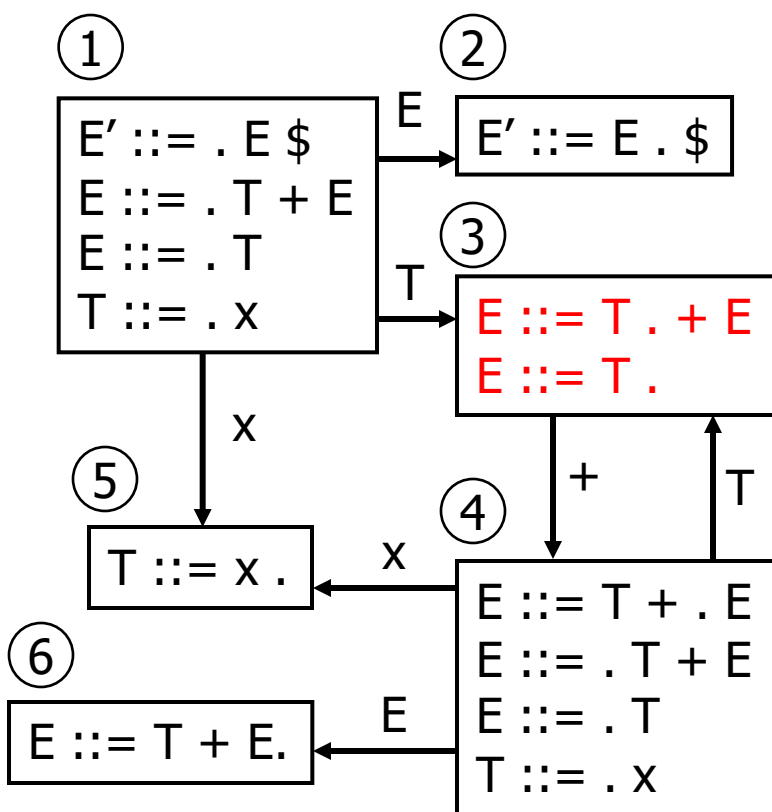 ①
E’ ::= . E $
E ::= . T + E
E ::= . T
T ::= . x
E
②
E’ ::= E . $
T
③
E ::= T . + E
E ::= T .
x
+
T
⑤
T ::= x .
x
④
E ::= T + . E
E ::= . T + E
E ::= . T
T ::= . x
⑥
E ::= T + E.
E